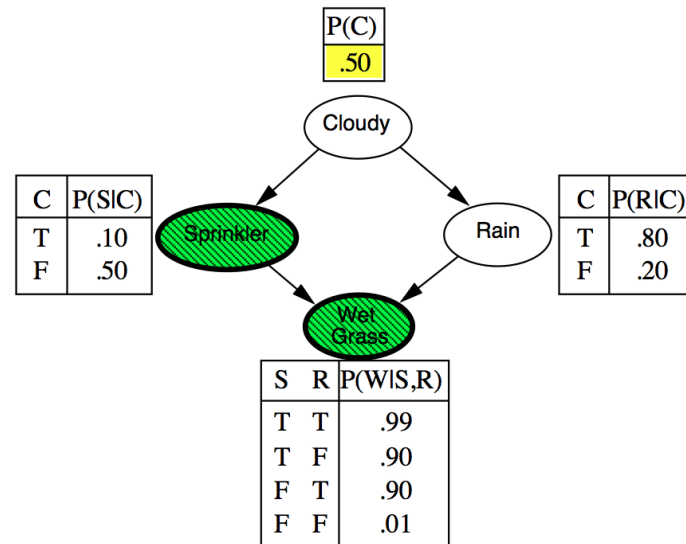 P(C)
.50
Cloudy
C P(S|C)
T .10
F .50
Sprinkler
Rain
C P(R|C)
T .80
F .20
Wet
Grass
S R P(W|S,R)
T T .99
T F .90
F T .90
F F .01